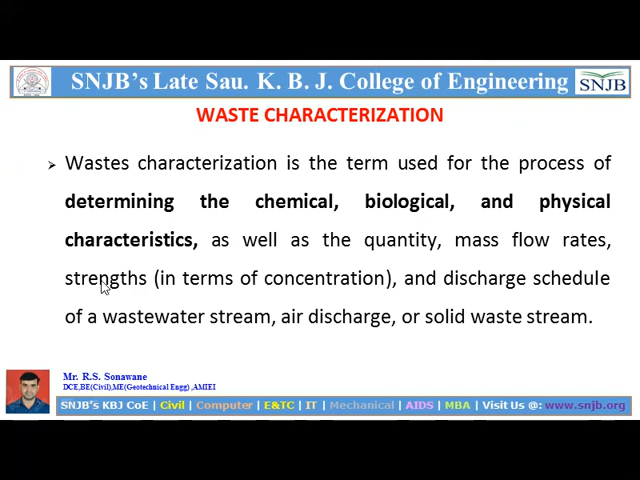 SNJB's Late Sau. K. B. J. College of Engineering
SNJB
WASTE CHARACTERIZATION
➢ Wastes characterization is the term used for the process of
determining the chemical, biological, and physical
characteristics, as well as the quantity, mass flow rates,
strengths (in terms of concentration), and discharge schedule
of a wastewater stream, air discharge, or solid waste stream.
Mr. R.S. Sonawane
DCE,BE(Civil),ME(Geotechnical Engg) ,AMIEI
SNJB's KBJ CoE | Civil | Computer | E&TC | IT | Mechanical | AIDS | MBA | Visit Us @: www.snjb.org